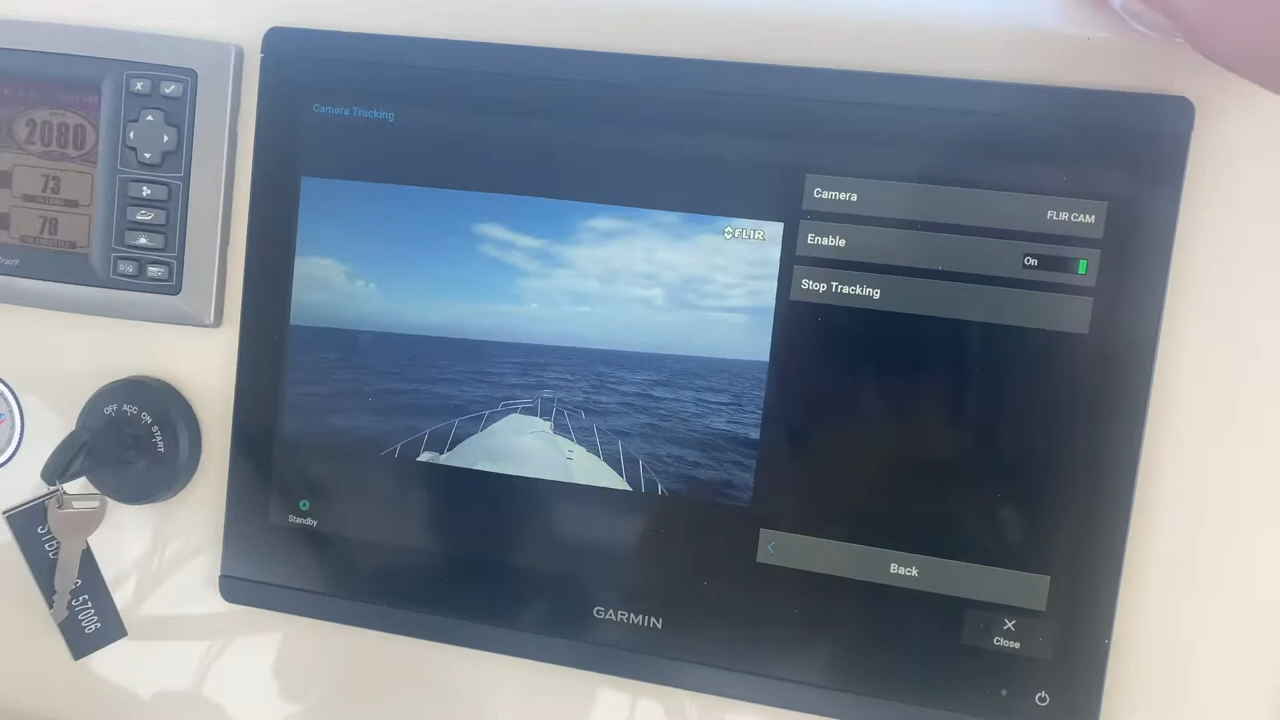 2080
73
78
Camera Tracking
FLIR
Camera
FLIR CAM
Enable
On
Stop Tracking
Standby
Back
Close
GARMIN
OFF ACC ON START
57006